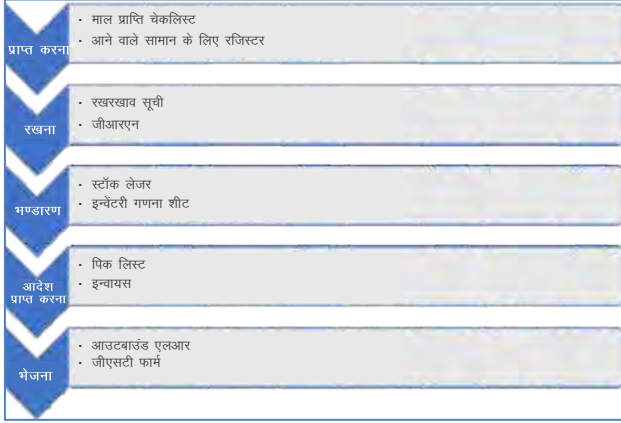 प्राप्त करना
• माल प्राप्ति चेकलिस्ट
• आने वाले सामान के लिए रजिस्टर
रखना
• रखरखाव सूची
• जीआरएन
भण्डारण
• स्टॉक लेजर
• इन्वेंटरी गणना शीट
आदेश
प्राप्त करना
• पिक लिस्ट
• इन्वायस
भेजना
• आउटबाउंड एलआर
• जीएसटी फार्म